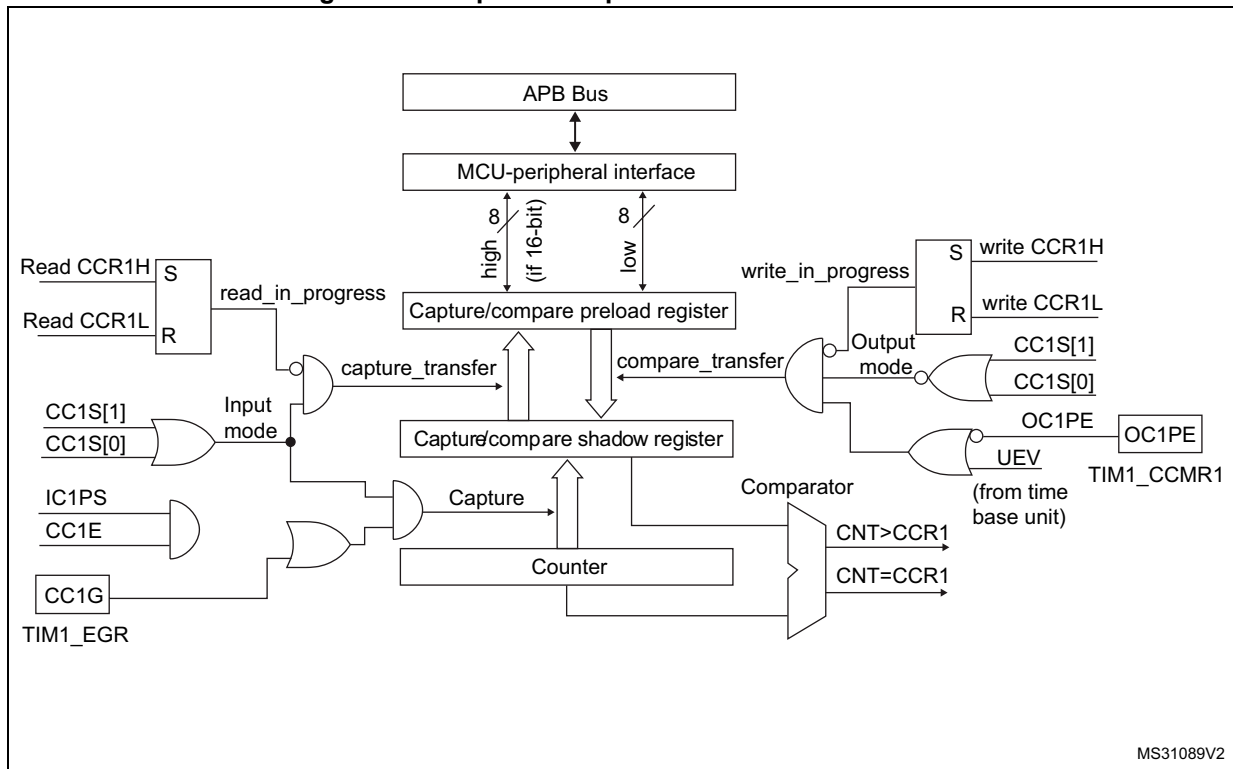 APB Bus
MCU-peripheral interface
8
high
(if 16-bit)
8
low
Read CCR1H
S
read_in_progress
Read CCR1L
R
write_in_progress
S
write CCR1H
R
write CCR1L
Capture/compare preload register
capture_transfer
compare_transfer
Output
mode
CC1S[1]
CC1S[0]
CC1S[1]
CC1S[0]
Input
mode
Capture/compare shadow register
OC1PE
OC1PE
UEV
TIM1_CCMR1
(from time
base unit)
IC1PS
CC1E
Capture
Comparator
CNT>CCR1
Counter
CNT=CCR1
CC1G
TIM1_EGR
MS31089V2